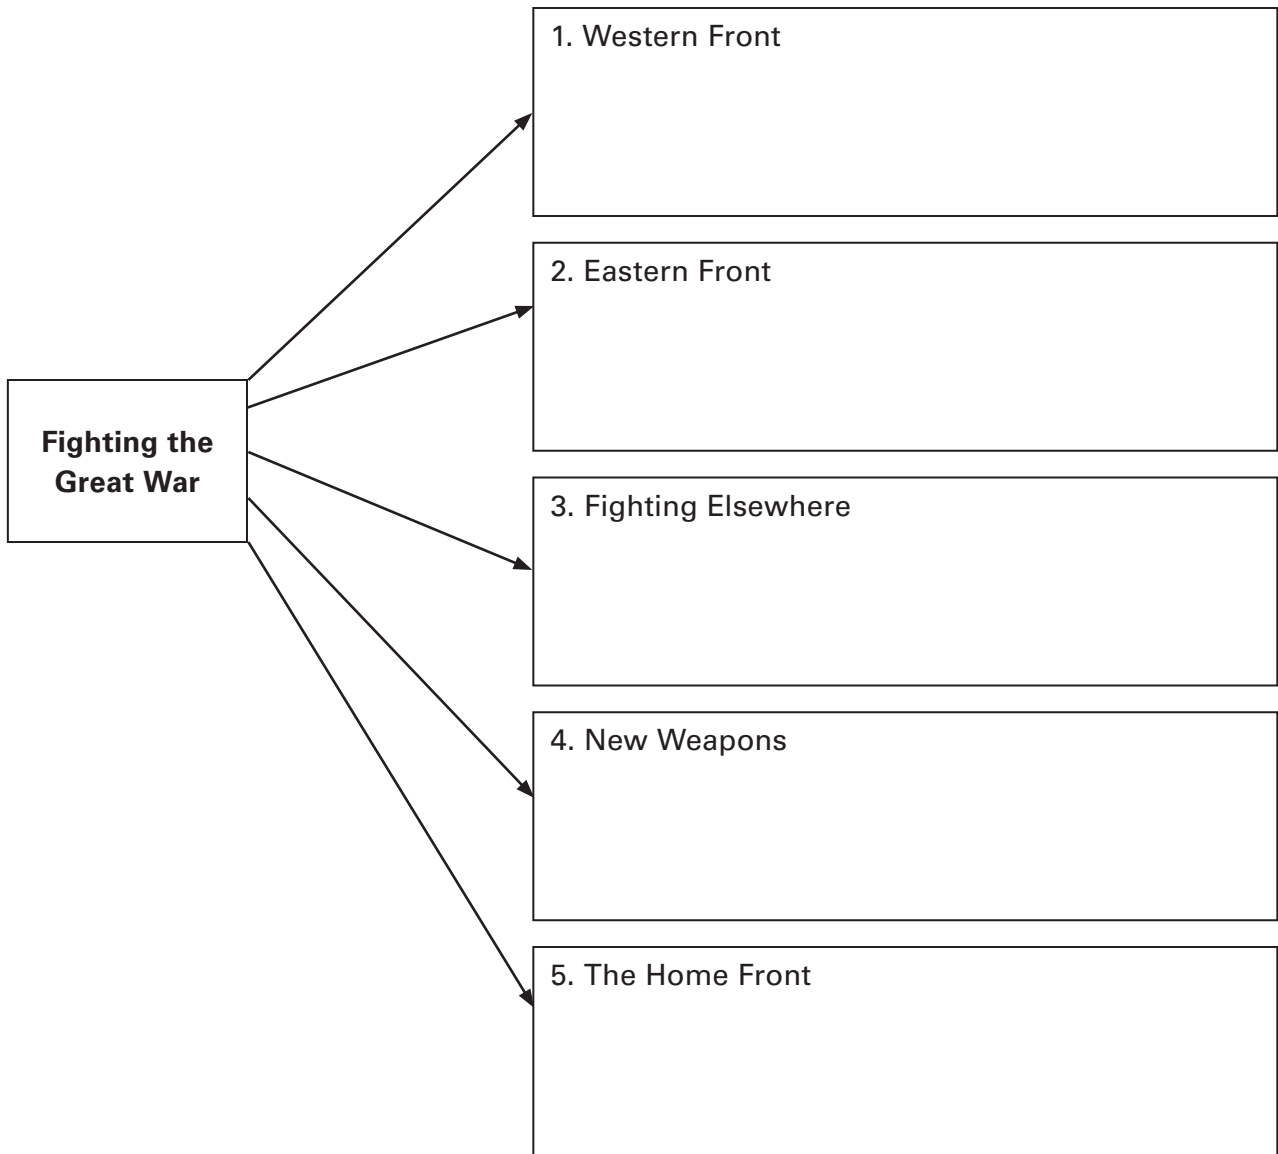 Fighting the
Great War
1. Western Front
2. Eastern Front
3. Fighting Elsewhere
4. New Weapons
5. The Home Front